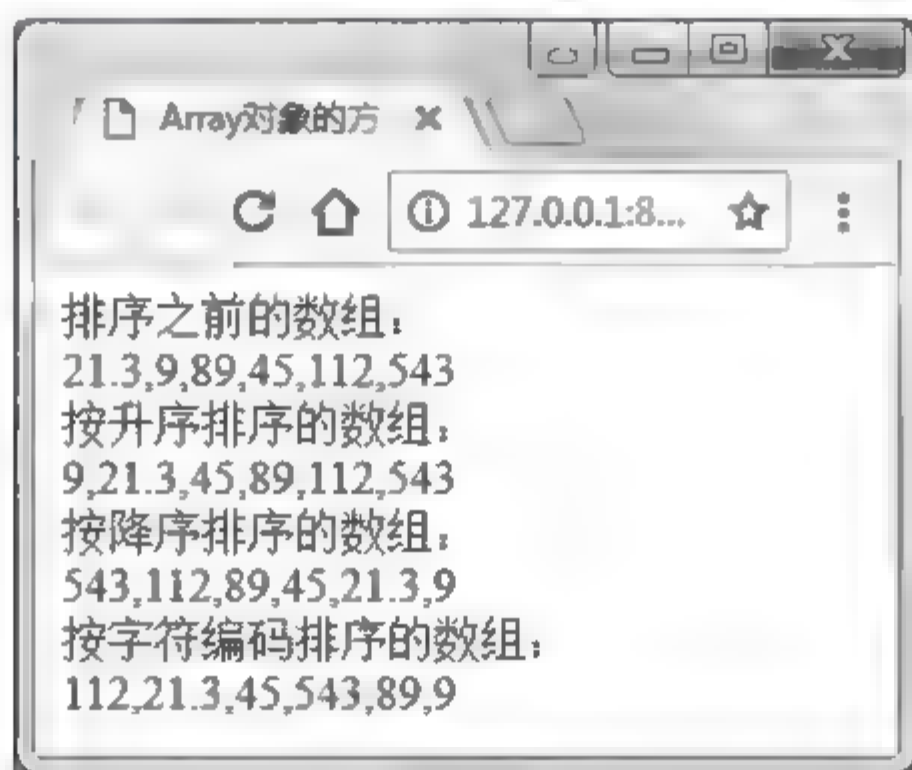 Array对象的方
127.0.0.1:8...
排序之前的数组：
21.3,9,89,45,112,543
按升序排序的数组：
9,21.3,45,89,112,543
按降序排序的数组：
543,112,89,45,21.3,9
按字符编码排序的数组：
112,21.3,45,543,89,9